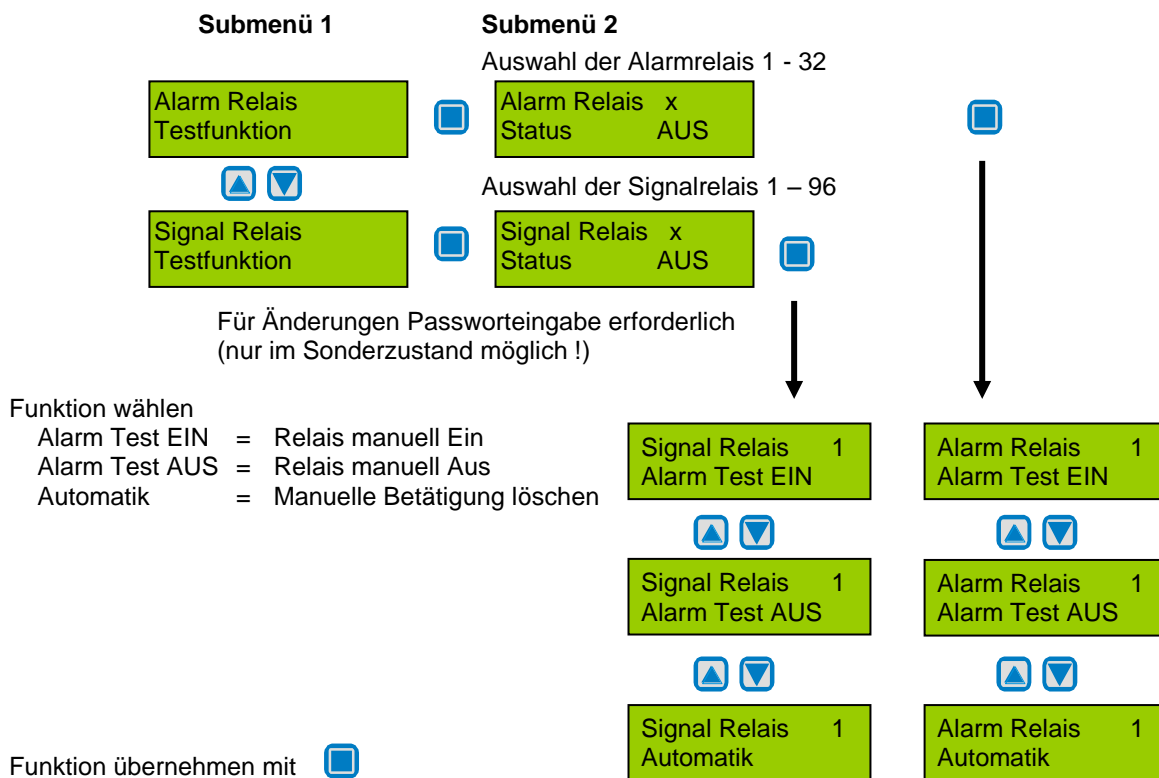 Submenü 1
Submenü 2
Auswahl der Alarmrelais 1 - 32
Alarm Relais
Testfunktion
Alarm Relais x
Status AUS
Auswahl der Signalrelais 1 – 96
Signal Relais
Testfunktion
Signal Relais x
Status AUS
Für Änderungen Passworteingabe erforderlich
(nur im Sonderzustand möglich !)
Funktion wählen
Alarm Test EIN = Relais manuell Ein
Alarm Test AUS = Relais manuell Aus
Automatik = Manuelle Betätigung löschen
Signal Relais 1
Alarm Test EIN
Alarm Relais 1
Alarm Test EIN
Signal Relais 1
Alarm Test AUS
Alarm Relais 1
Alarm Test AUS
Signal Relais 1
Automatik
Alarm Relais 1
Automatik
Funktion übernehmen mit